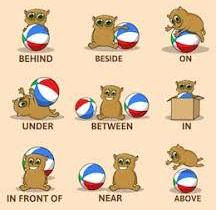 BEHIND BESIDE ON
UNDER BETWEEN IN
IN FRONT OF NEAR ABOVE